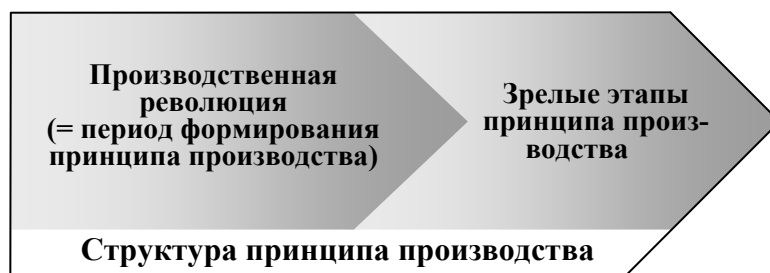 Производственная
революция
(= период формирования
принципа производства)
Зрелые этапы
принципа произ-
водства
Структура принципа производства